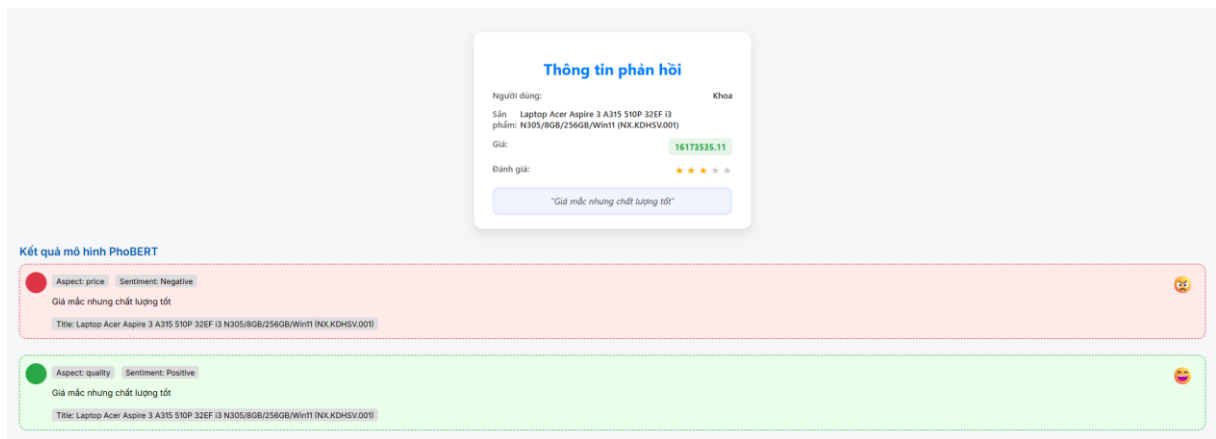 Thông tin phản hồi
Người dùng: Khoa
Sản phẩm: Laptop Acer Aspire 3 A315 510P 32EF i3
N305/8GB/256GB/Win11 (NX.KDHSV.001)
Giá: 16173535.11
Đánh giá: ★ ★ ★ ★ ★
"Giá mắc nhưng chất lượng tốt"
Kết quả mô hình PhoBERT
Aspect: price Sentiment: Negative
Giá mắc nhưng chất lượng tốt
Title: Laptop Acer Aspire 3 A315 510P 32EF i3 N305/8GB/256GB/Win11 (NX.KDHSV.001)
Aspect: quality Sentiment: Positive
Giá mắc nhưng chất lượng tốt
Title: Laptop Acer Aspire 3 A315 510P 32EF i3 N305/8GB/256GB/Win11 (NX.KDHSV.001)